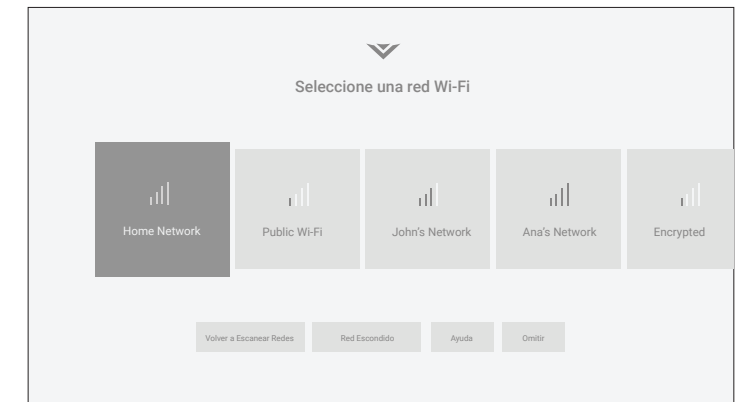 Seleccione una red Wi-Fi
Home Network
Public Wi-Fi
John’s Network
Ana’s Network
Encrypted
Volver a Escanear Redes
Red Escondido
Ayuda
Omitir